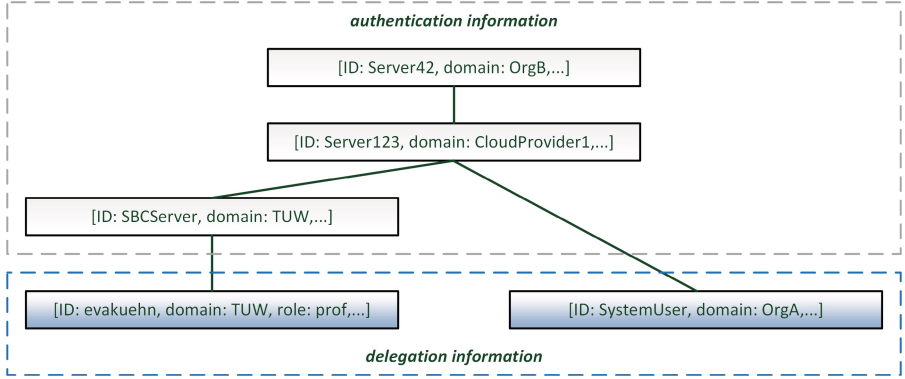 authentication information
[ID: Server42, domain: OrgB,...]
[ID: Server123, domain: CloudProvider1,...]
[ID: SBCServer, domain: TUW,...]
[ID: evakuehn, domain: TUW, role: prof,...]
[ID: SystemUser, domain: OrgA,...]
delegation information